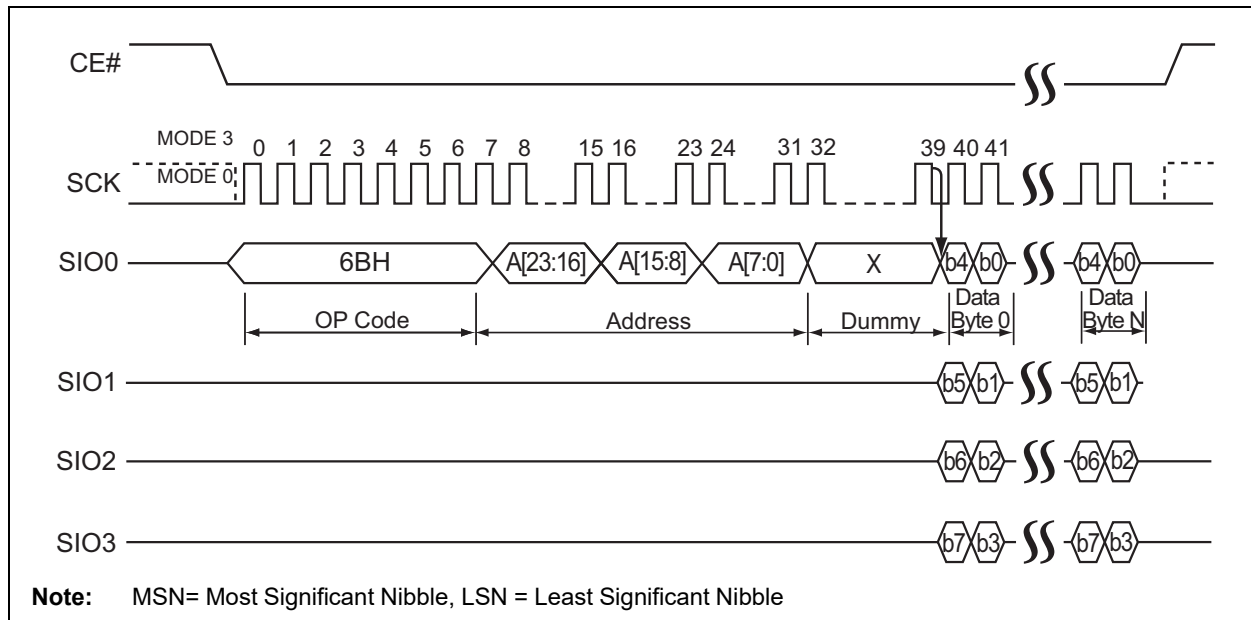 CE#
MODE 3
0 1 2 3 4 5 6 7 8 15 16 23 24 31 32 39 40 41
MODE 0
SCK
SIO0 6BH A[23:16] A[15:8] A[7:0] X b4 b0 b4 b0
OP Code Address Dummy Data Byte 0 Data Byte N
SIO1 b5 b1 b5 b1
SIO2 b6 b2 b6 b2
SIO3 b7 b3 b7 b3
Note: MSN= Most Significant Nibble, LSN = Least Significant Nibble